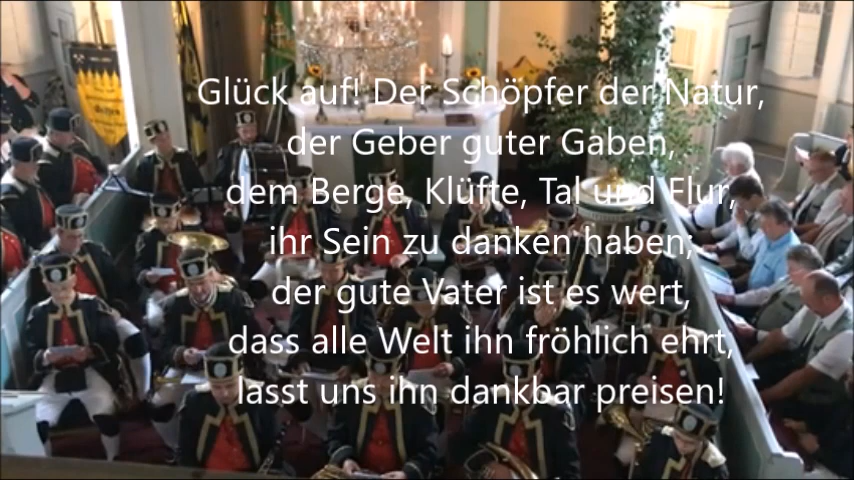 Glück auf! Der Schöpfer der Natur,
der Geber guter Gaben,
dem Berge, Klüfte, Tal und Flur,
ihr Sein zu danken haben;
der gute Vater ist es wert,
dass alle Welt ihn fröhlich ehrt,
lasst uns ihn dankbar preisen!